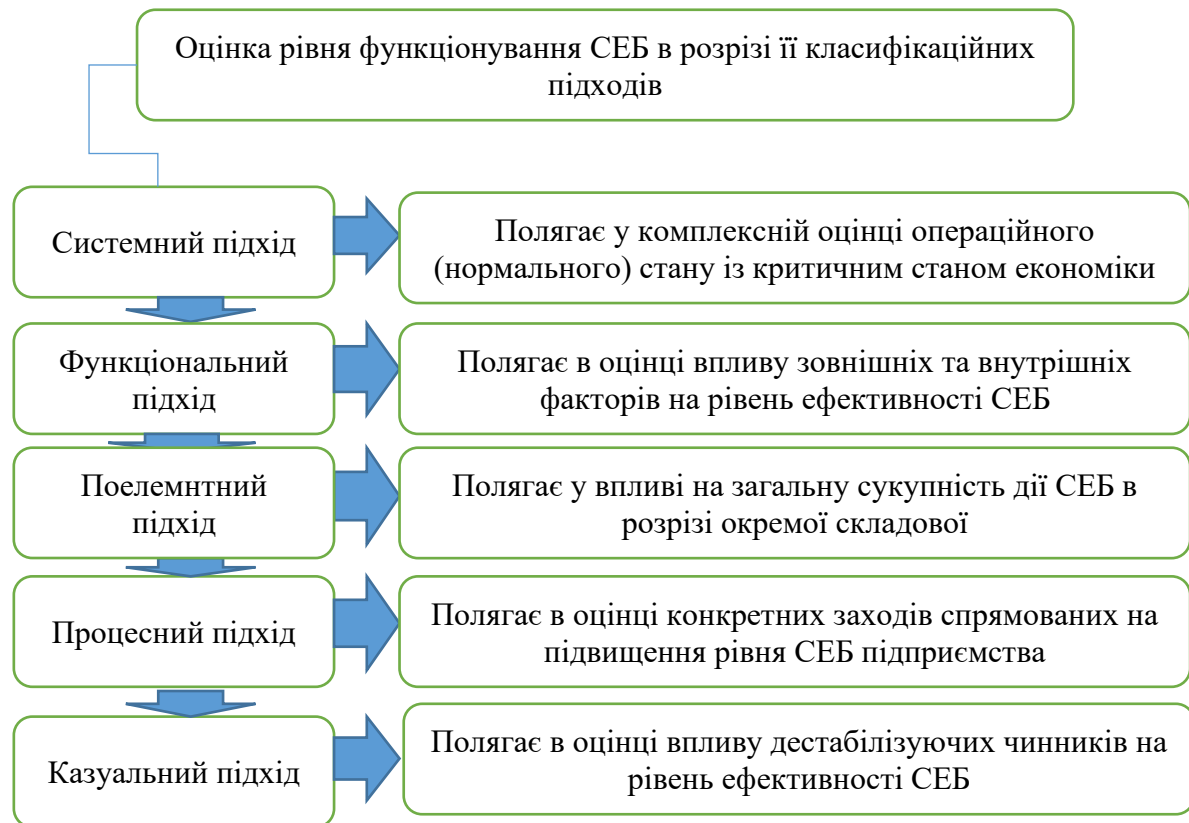 Оцінка рівня функціонування СЕБ в розрізі її класифікаційних
підходів
Системний підхід
Полягає у комплексній оцінці операційного
(нормального) стану із критичним станом економіки
Функціональний
підхід
Полягає в оцінці впливу зовнішніх та внутрішніх
факторів на рівень ефективності СЕБ
Поелемнтний
підхід
Полягає у впливі на загальну сукупність дії СЕБ в
розрізі окремої складової
Процесний підхід
Полягає в оцінці конкретних заходів спрямованих на
підвищення рівня СЕБ підприємства
Казуальний підхід
Полягає в оцінці впливу дестабілізуючих чинників на
рівень ефективності СЕБ